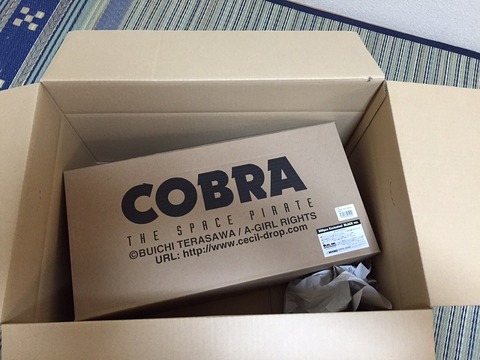 COBRA
THE SPACE PIRATE
©BUICHI TERASAWA / A-GIRL RIGHTS
URL: http://www.cecil-drop.com